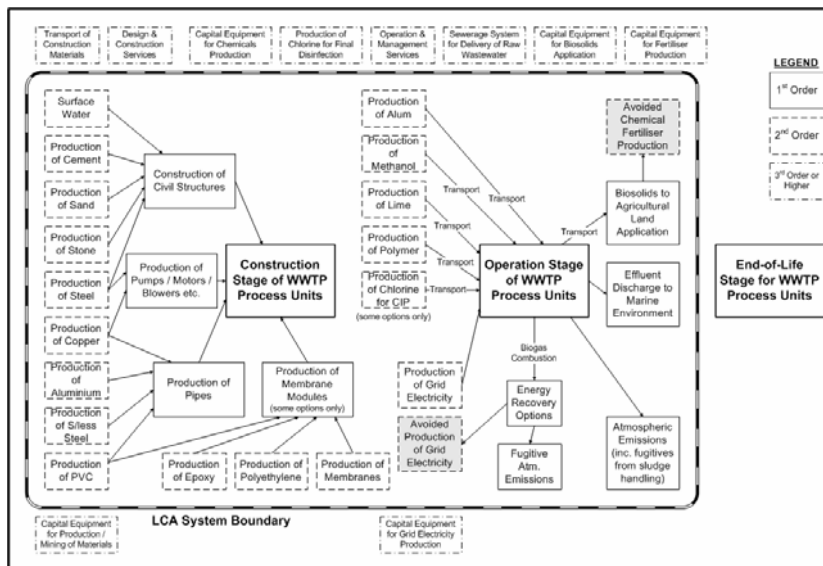 Transport of
Construction
Materials
Design &
Construction
Services
Capital Equipment
for Chemicals
Production
Production of
Chlorine for Final
Disinfection
Operation &
Management
Services
Sewerage System
for Delivery of Raw
Wastewater
Capital Equipment
for Biosolids
Application
Capital Equipment
for Fertiliser
Production
LEGEND
1st Order
2nd Order
3rd Order or
Higher
Surface
Water
Production
of Cement
Production
of Sand
Production
of Stone
Production
of Steel
Production
of Copper
Production
of
Aluminium
Production
of S/less
Steel
Production
of PVC
Construction of
Civil Structures
Production of
Pumps / Motors /
Blowers etc.
Production of
Pipes
Construction
Stage of WWTP
Process Units
Production of
Membrane
Modules
(some options only)
Production
of Epoxy
Production of
Polyethylene
Production of
Membranes
Production
of Alum
Production
of
Methanol
Production
of Lime
Production
of Polymer
Production
of Chlorine
for CIP
(some options only)
Transport
Transport
Transport
Transport
Transport
Operation Stage
of WWTP
Process Units
Production
of Grid
Electricity
Avoided
Production
of Grid
Electricity
Biogas
Combustion
Energy
Recovery
Options
Fugitive
Atm.
Emissions
Avoided
Chemical
Fertiliser
Production
Transport
Biosolids to
Agricultural
Land
Application
Effluent
Discharge to
Marine
Environment
Atmospheric
Emissions
(inc. fugitives
from sludge
handling)
End-of-Life
Stage for WWTP
Process Units
LCA System Boundary
Capital Equipment
for Production /
Mining of Materials
Capital Equipment
for Grid Electricity
Production